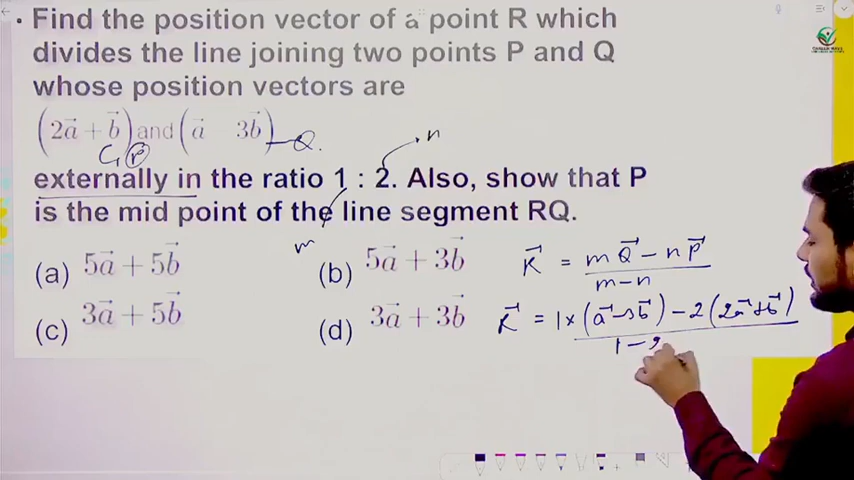 • Find the position vector of a point R which
divides the line joining two points P and Q
whose position vectors are
(2a⃗ + b⃗) and (a⃗   3b⃗) Q.
P
n
externally in the ratio 1 : 2. Also, show that P
is the mid point of the line segment RQ.
m
(a) 5a⃗ + 5b⃗
(b) 5a⃗ + 3b⃗
(c) 3a⃗ + 5b⃗
(d) 3a⃗ + 3b⃗
R⃗ = m Q⃗ − n P⃗
m − n
R⃗ = 1 × (a⃗ − 3b⃗) − 2 (2a⃗ + b⃗)
1 − 2